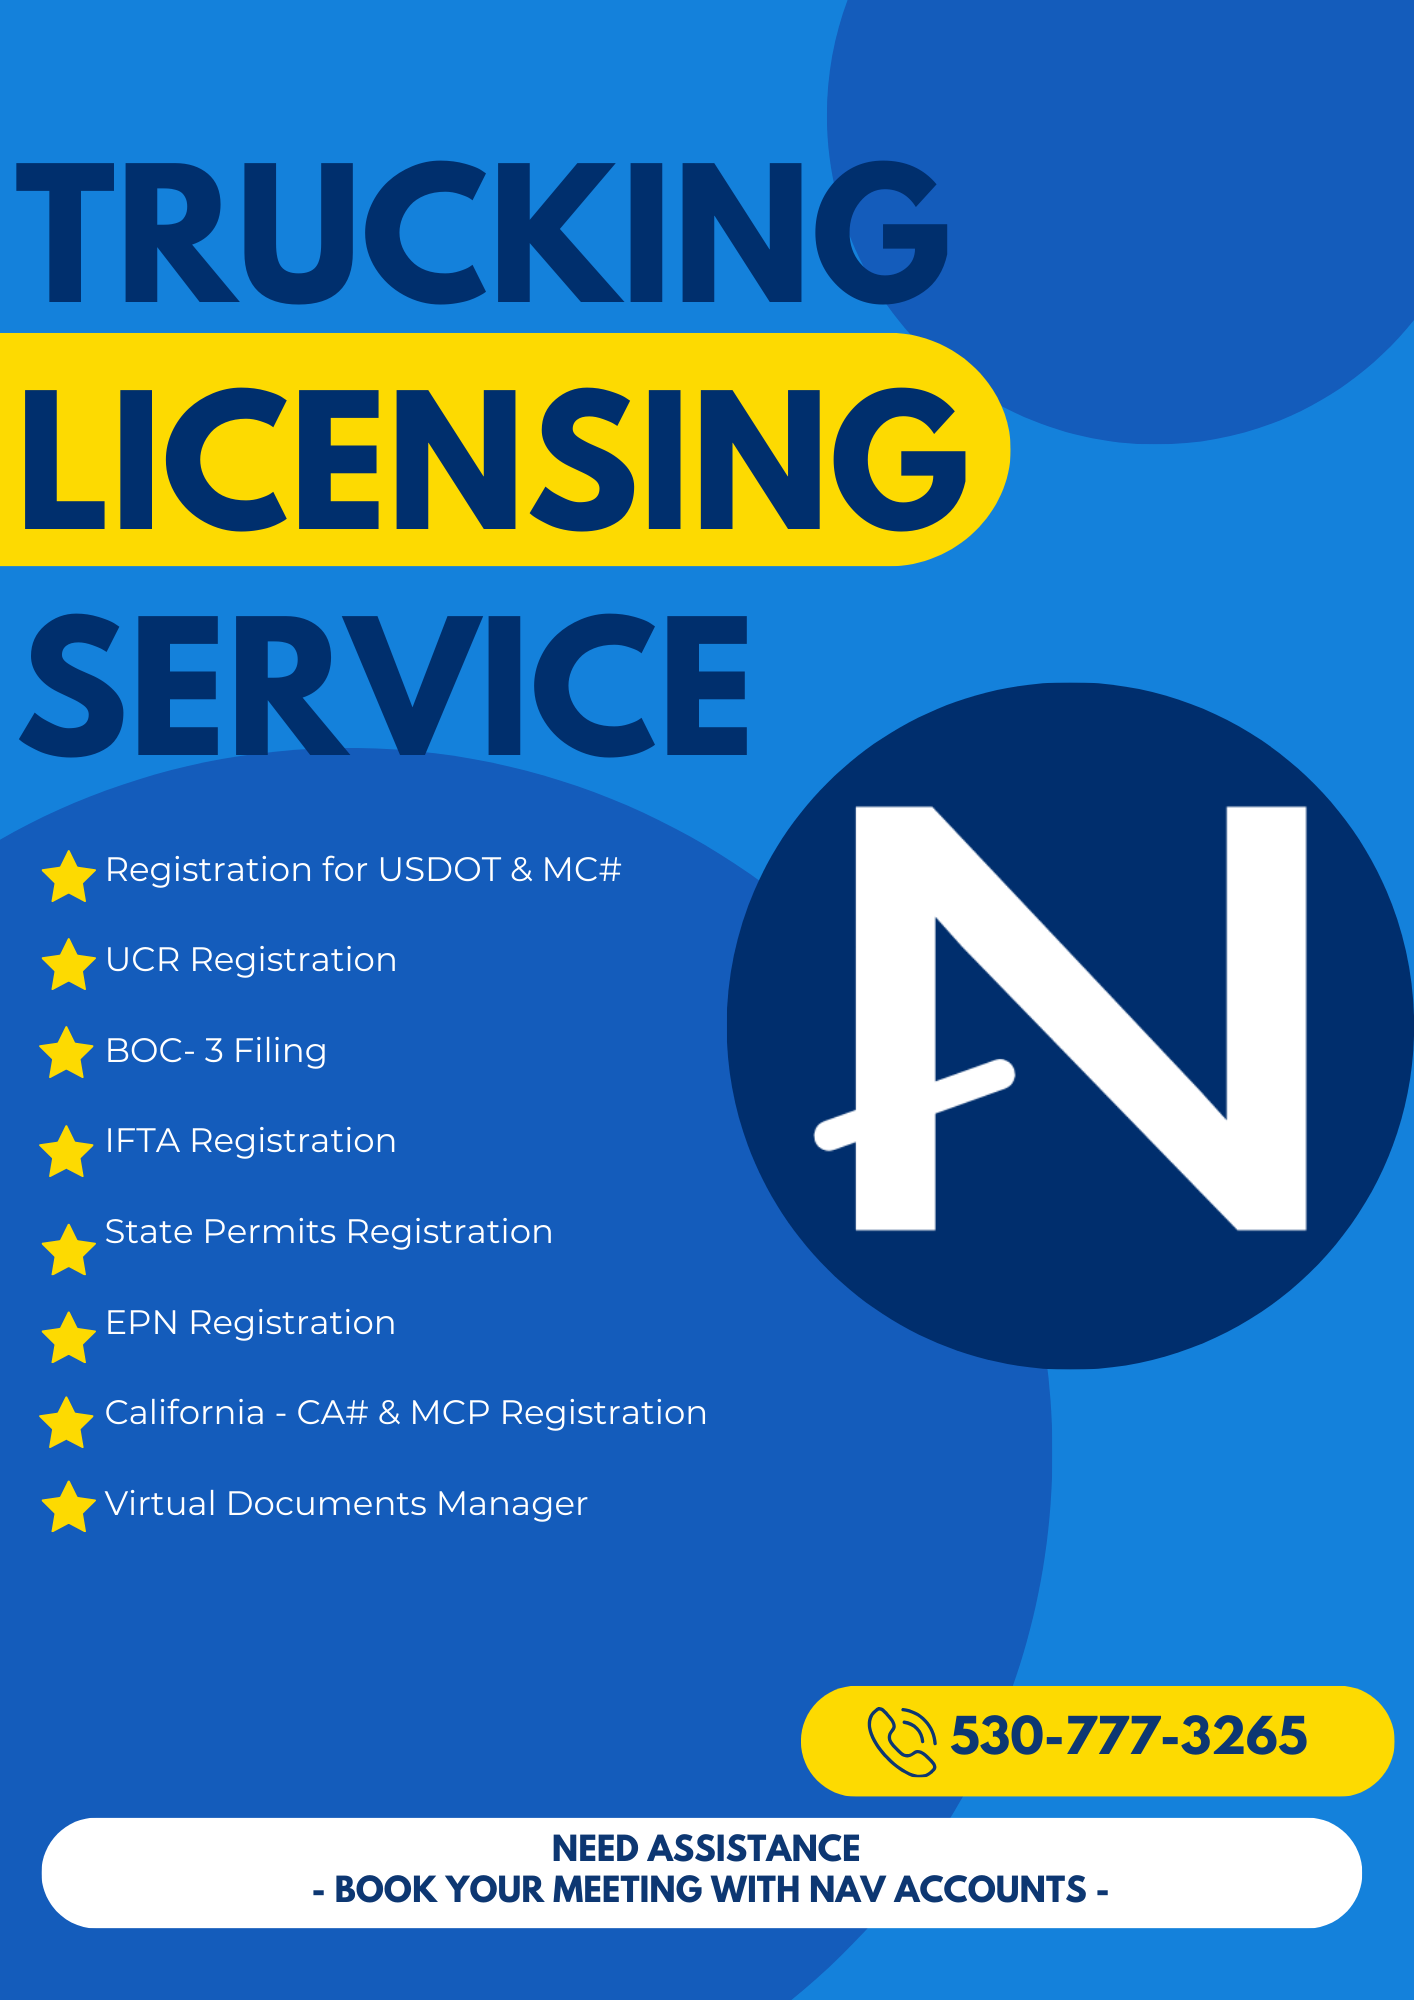 TRUCKING
LICENSING
SERVICE
Registration for USDOT & MC#
UCR Registration
BOC- 3 Filing
IFTA Registration
State Permits Registration
EPN Registration
California - CA# & MCP Registration
Virtual Documents Manager
N
530-777-3265
NEED ASSISTANCE
- BOOK YOUR MEETING WITH NAV ACCOUNTS -